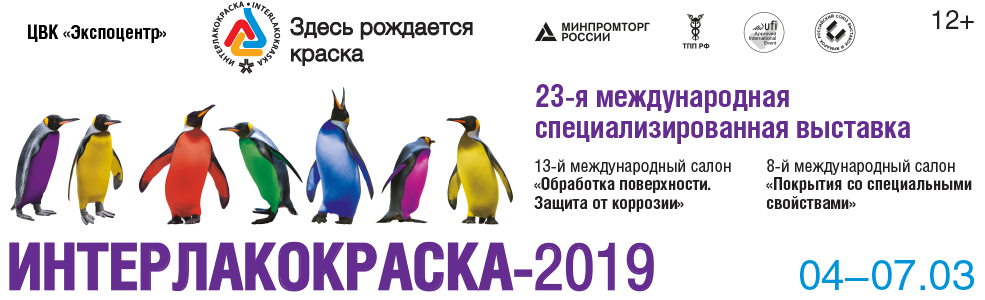 ЦВК «Экспоцентр»
ИНТЕРЛАКОКРАСКА • INTERLAKOKRASKA •
Здесь рождается
краска
МИНПРОМТОРГ
РОССИИ
ТПП РФ
ufi
Approved
International
Event
12+
23-я международная
специализированная выставка
13-й международный салон
«Обработка поверхности.
Защита от коррозии»
8-й международный салон
«Покрытия со специальными
свойствами»
ИНТЕРЛАКОКРАСКА-2019
04–07.03